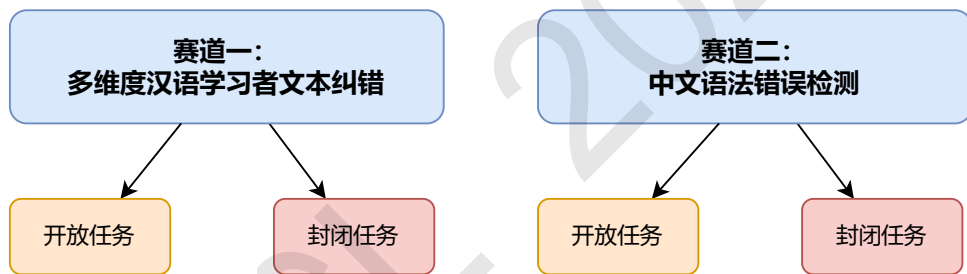 赛道一：
多维度汉语学习者文本纠错
赛道二：
中文语法错误检测
开放任务
封闭任务
开放任务
封闭任务